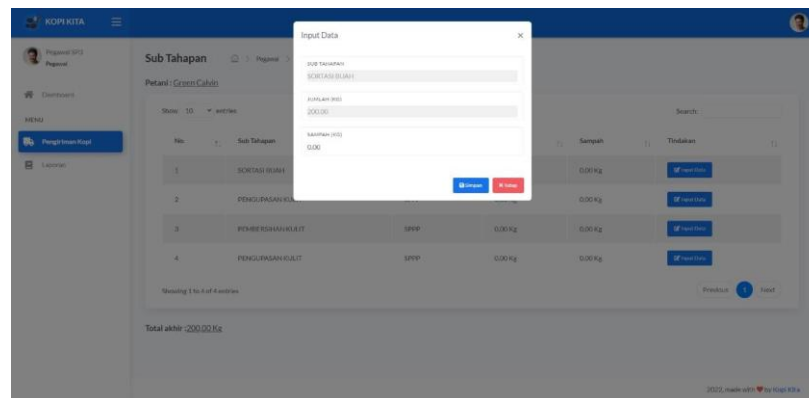 KOPI KITA
Pegawai SP3
Pegawai
Dashboard
MENU
Pengiriman Kopi
Laporan
Sub Tahapan
Pegawai
Petani : Green Calvin
Show 10 entries
Search:
No. Sub Tahapan Sampah Tindakan
1 SORTASI BUAH 0,00 Kg Input Data
2 PENGUPASAN 0,00 Kg Input Data
3 PEMBERSIHAN KULIT SPPP 0,00 Kg 0,00 Kg Input Data
4 PENGUPASAN KULIT SPPP 0,00 Kg 0,00 Kg Input Data
Showing 1 to 4 of 4 entries
Previous 1 Next
Total akhir :200,00 Kg
2022, made with ❤ by Kopi Kita
Input Data ×
SUB TAHAPAN
SORTASI BUAH
JUMLAH (KG)
200,00
SAMPAH (KG)
0,00
Simpan